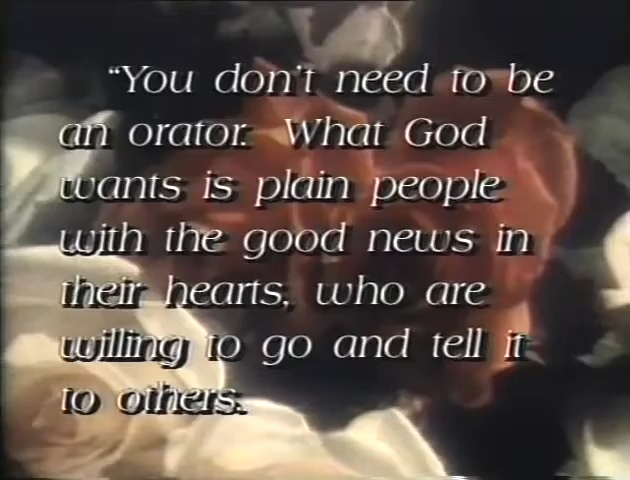 “You don't need to be
an orator. What God
wants is plain people
with the good news in
their hearts, who are
willing to go and tell it
to others.